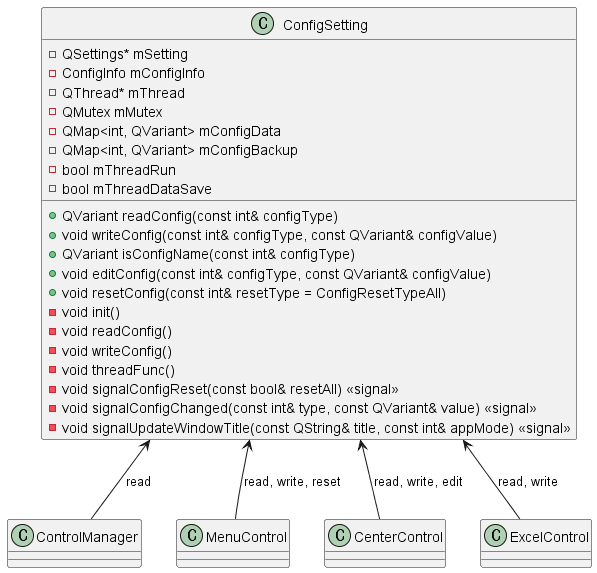 C ConfigSetting
QSettings* mSetting
ConfigInfo mConfigInfo
QThread* mThread
QMutex mMutex
QMap<int, QVariant> mConfigData
QMap<int, QVariant> mConfigBackup
bool mThreadRun
bool mThreadDataSave
QVariant readConfig(const int& configType)
void writeConfig(const int& configType, const QVariant& configValue)
QVariant isConfigName(const int& configType)
void editConfig(const int& configType, const QVariant& configValue)
void resetConfig(const int& resetType = ConfigResetTypeAll)
void init()
void readConfig()
void writeConfig()
void threadFunc()
void signalConfigReset(const bool& resetAll) «signal»
void signalConfigChanged(const int& type, const QVariant& value) «signal»
void signalUpdateWindowTitle(const QString& title, const int& appMode) «signal»
read
read, write, reset
read, write, edit
read, write
C ControlManager
C MenuControl
C CenterControl
C ExcelControl